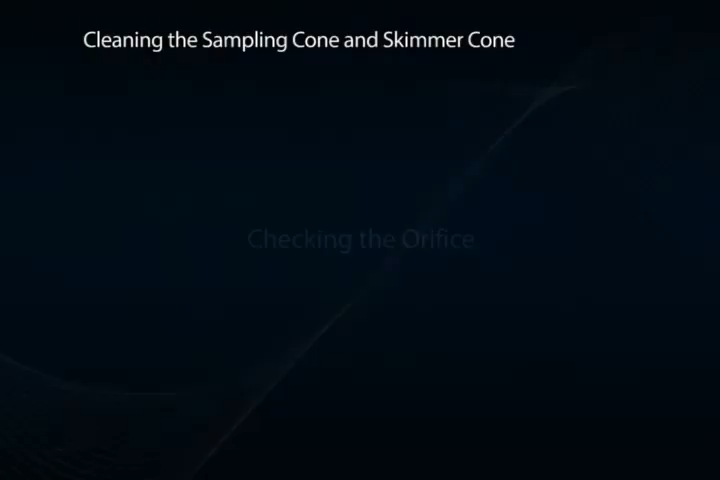 Cleaning the Sampling Cone and Skimmer Cone
Checking the Orifice